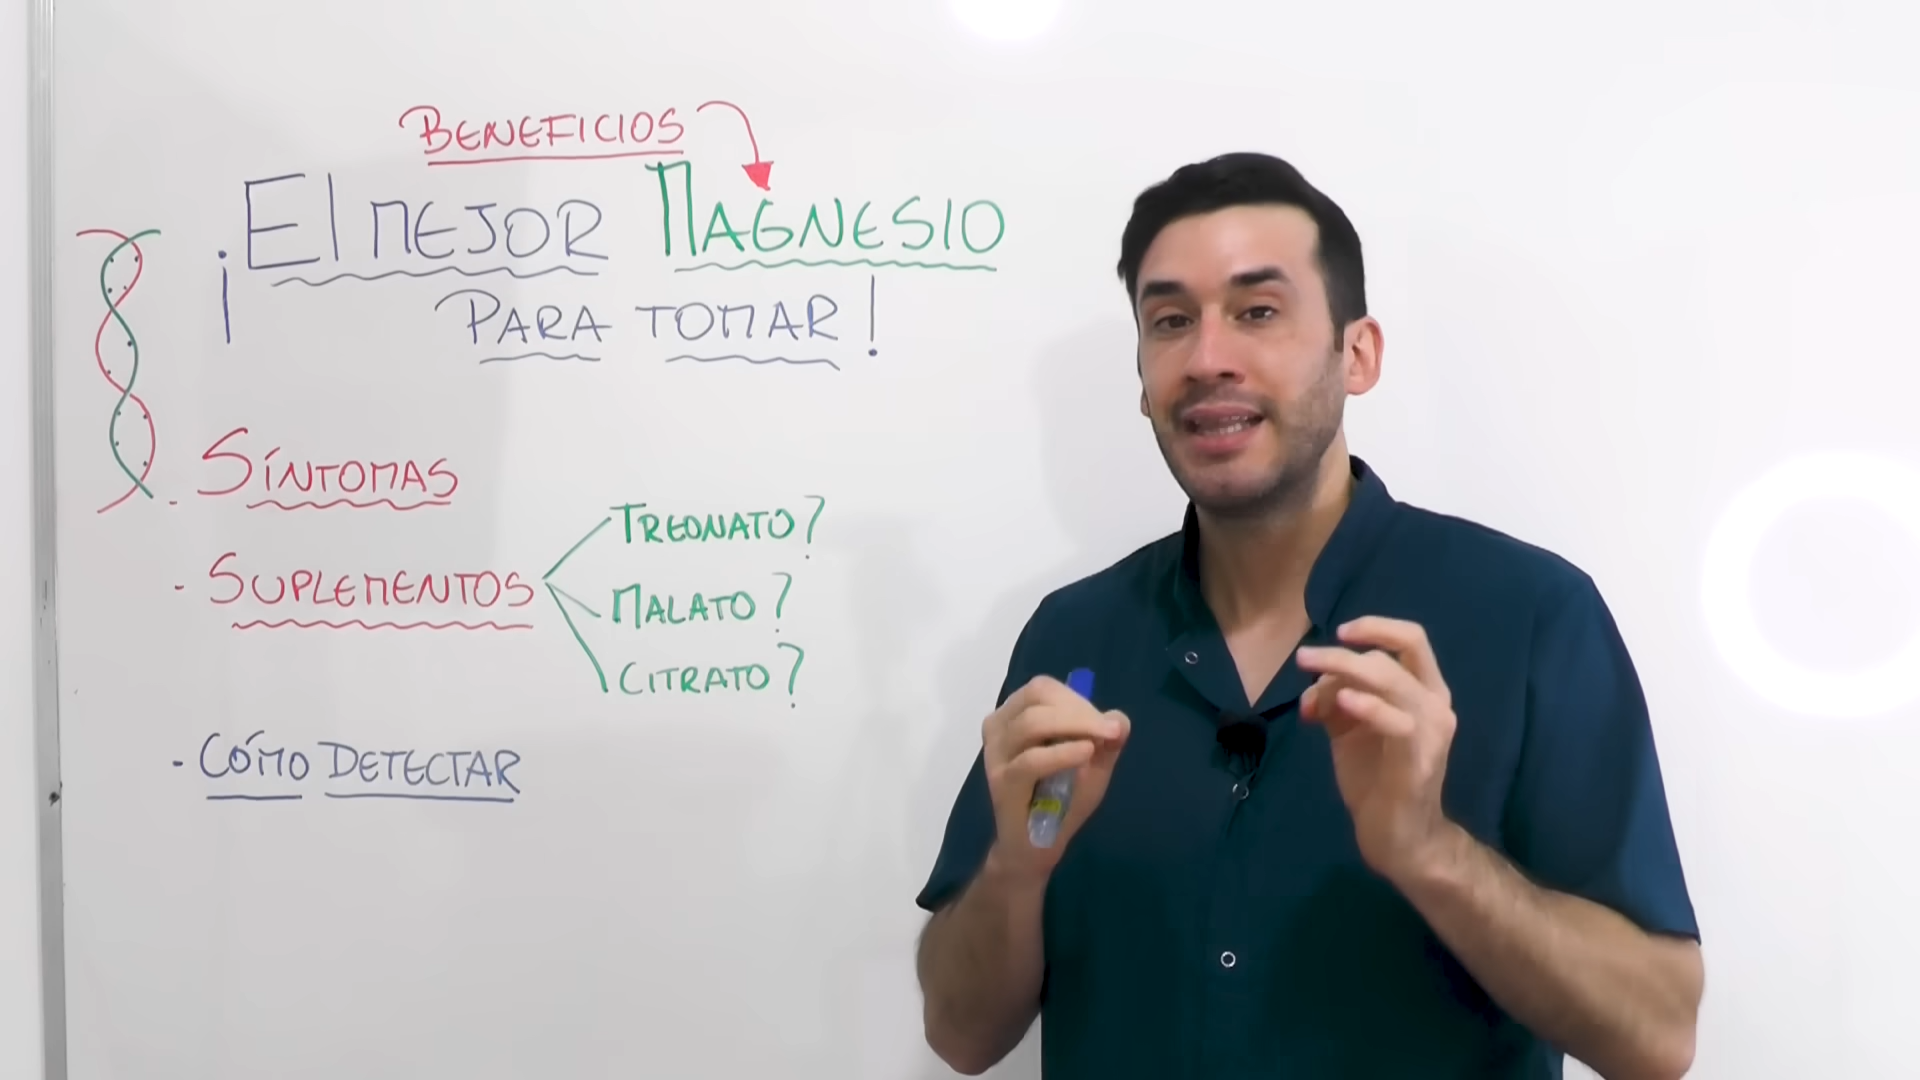 BENEFICIOS
¡El MEJOR MAGNESIO
PARA TOMAR!
- SÍNTOMAS
- SUPLEMENTOS
TREONATO?
MALATO?
CITRATO?
- CÓMO DETECTAR